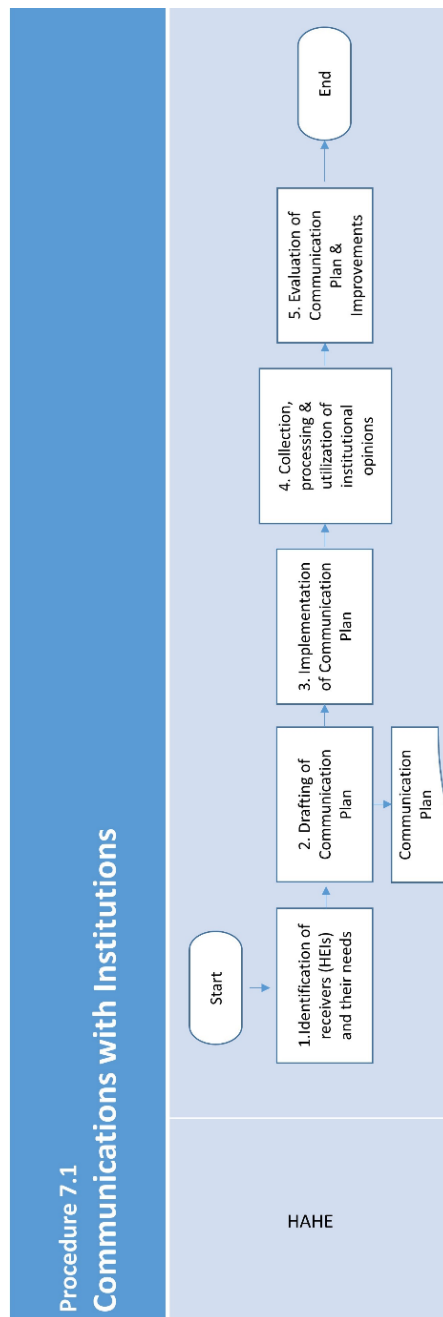 Procedure 7.1
Communications with Institutions
HAHE
Start
1.Identification of
receivers (HEIs)
and their needs
2. Drafting of
Communication
Plan
Communication
Plan
3. Implementation
of Communication
Plan
4. Collection,
processing &
utilization of
institutional
opinions
5. Evaluation of
Communication
Plan &
Improvements
End